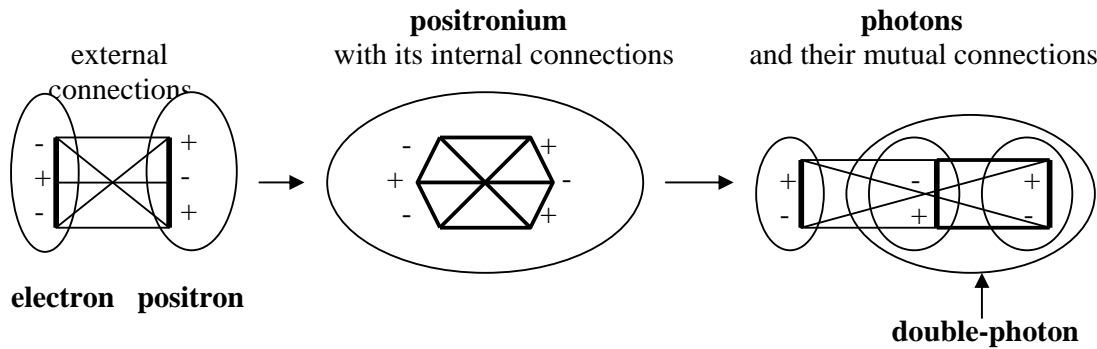 positronium
photons
external
connections
with its internal connections
and their mutual connections
- +
+ -
- +
- +
+ -
- +
+ - +
- + -
electron positron
double-photon